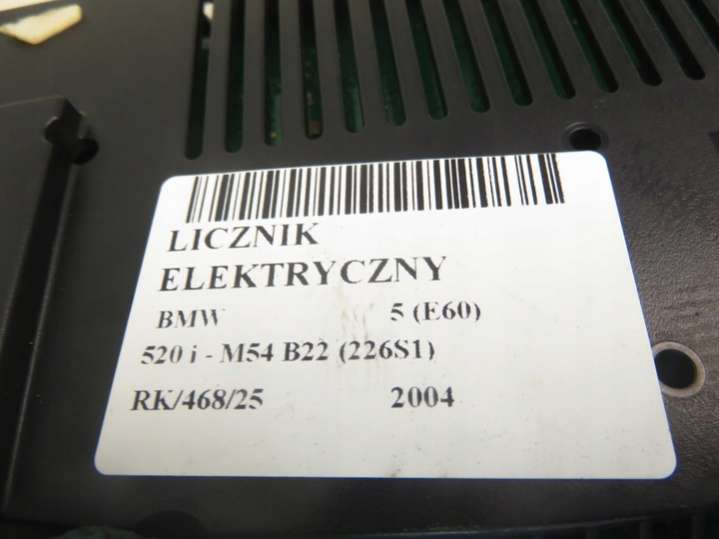 LICZNIK
ELEKTRYCZNY
BMW 5 (E60)
520 i - M54 B22 (226S1)
RK/468/25 2004